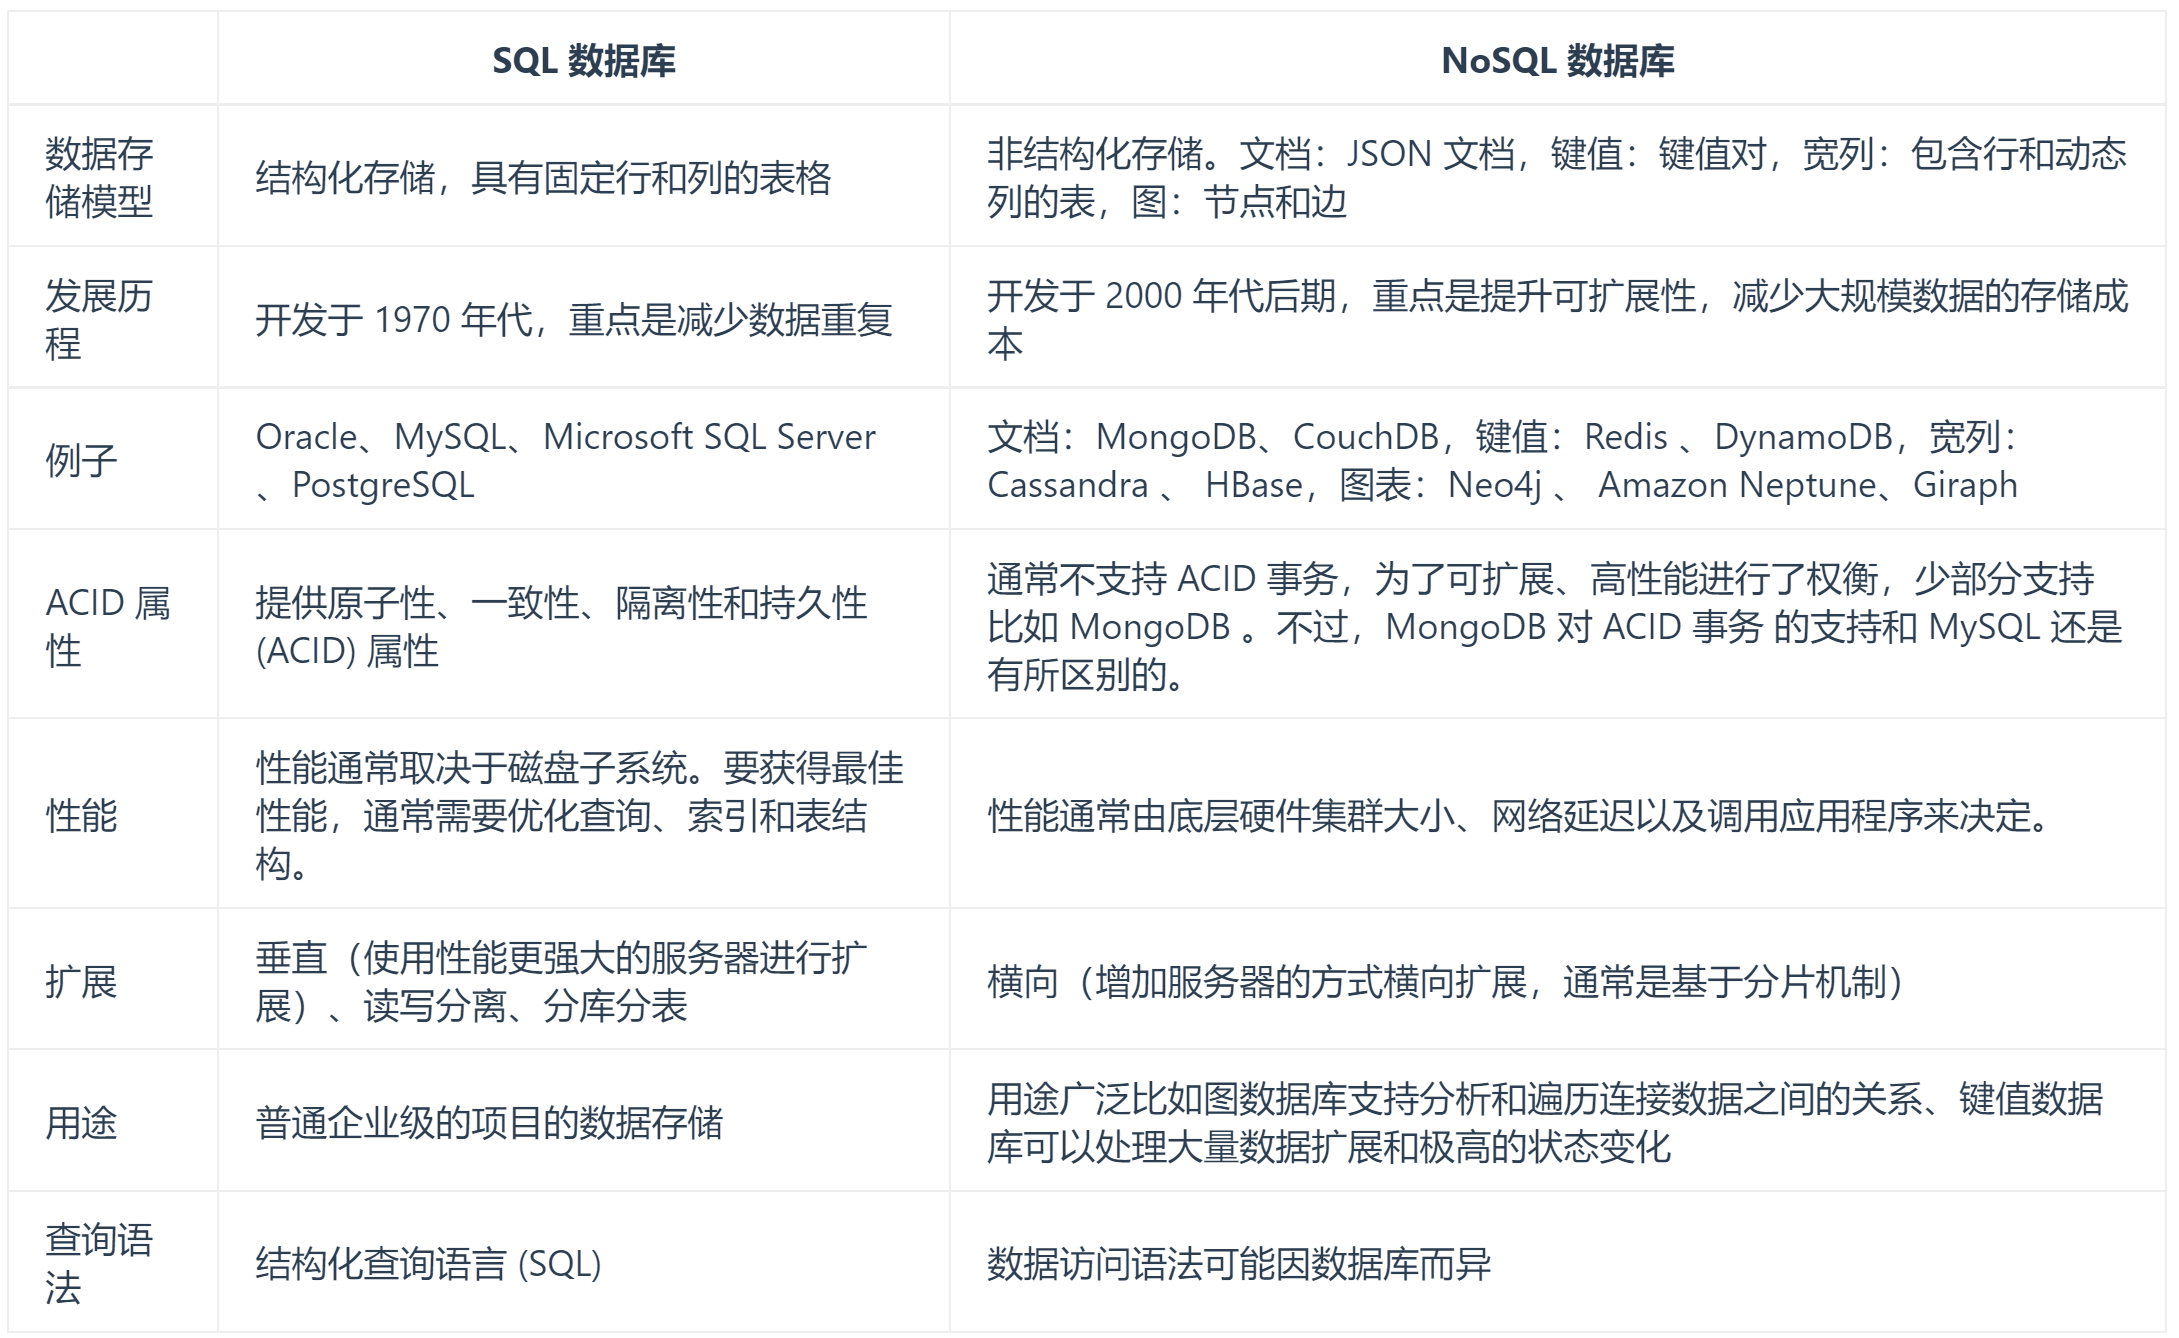 SQL 数据库
NoSQL 数据库
数据存
储模型
结构化存储，具有固定行和列的表格
非结构化存储。文档：JSON 文档，键值：键值对，宽列：包含行和动态
列的表，图：节点和边
发展历
程
开发于 1970 年代，重点是减少数据重复
开发于 2000 年代后期，重点是提升可扩展性，减少大规模数据的存储成
本
例子
Oracle、MySQL、Microsoft SQL Server
、PostgreSQL
文档：MongoDB、CouchDB，键值：Redis 、DynamoDB，宽列：
Cassandra 、 HBase，图表：Neo4j 、 Amazon Neptune、Giraph
ACID 属
性
提供原子性、一致性、隔离性和持久性
(ACID) 属性
通常不支持 ACID 事务，为了可扩展、高性能进行了权衡，少部分支持
比如 MongoDB 。不过，MongoDB 对 ACID 事务 的支持和 MySQL 还是
有所区别的。
性能
性能通常取决于磁盘子系统。要获得最佳
性能，通常需要优化查询、索引和表结
构。
性能通常由底层硬件集群大小、网络延迟以及调用应用程序来决定。
扩展
垂直（使用性能更强大的服务器进行扩
展）、读写分离、分库分表
横向（增加服务器的方式横向扩展，通常是基于分片机制）
用途
普通企业级的项目的数据存储
用途广泛比如图数据库支持分析和遍历连接数据之间的关系、键值数据
库可以处理大量数据扩展和极高的状态变化
查询语
法
结构化查询语言 (SQL)
数据访问语法可能因数据库而异